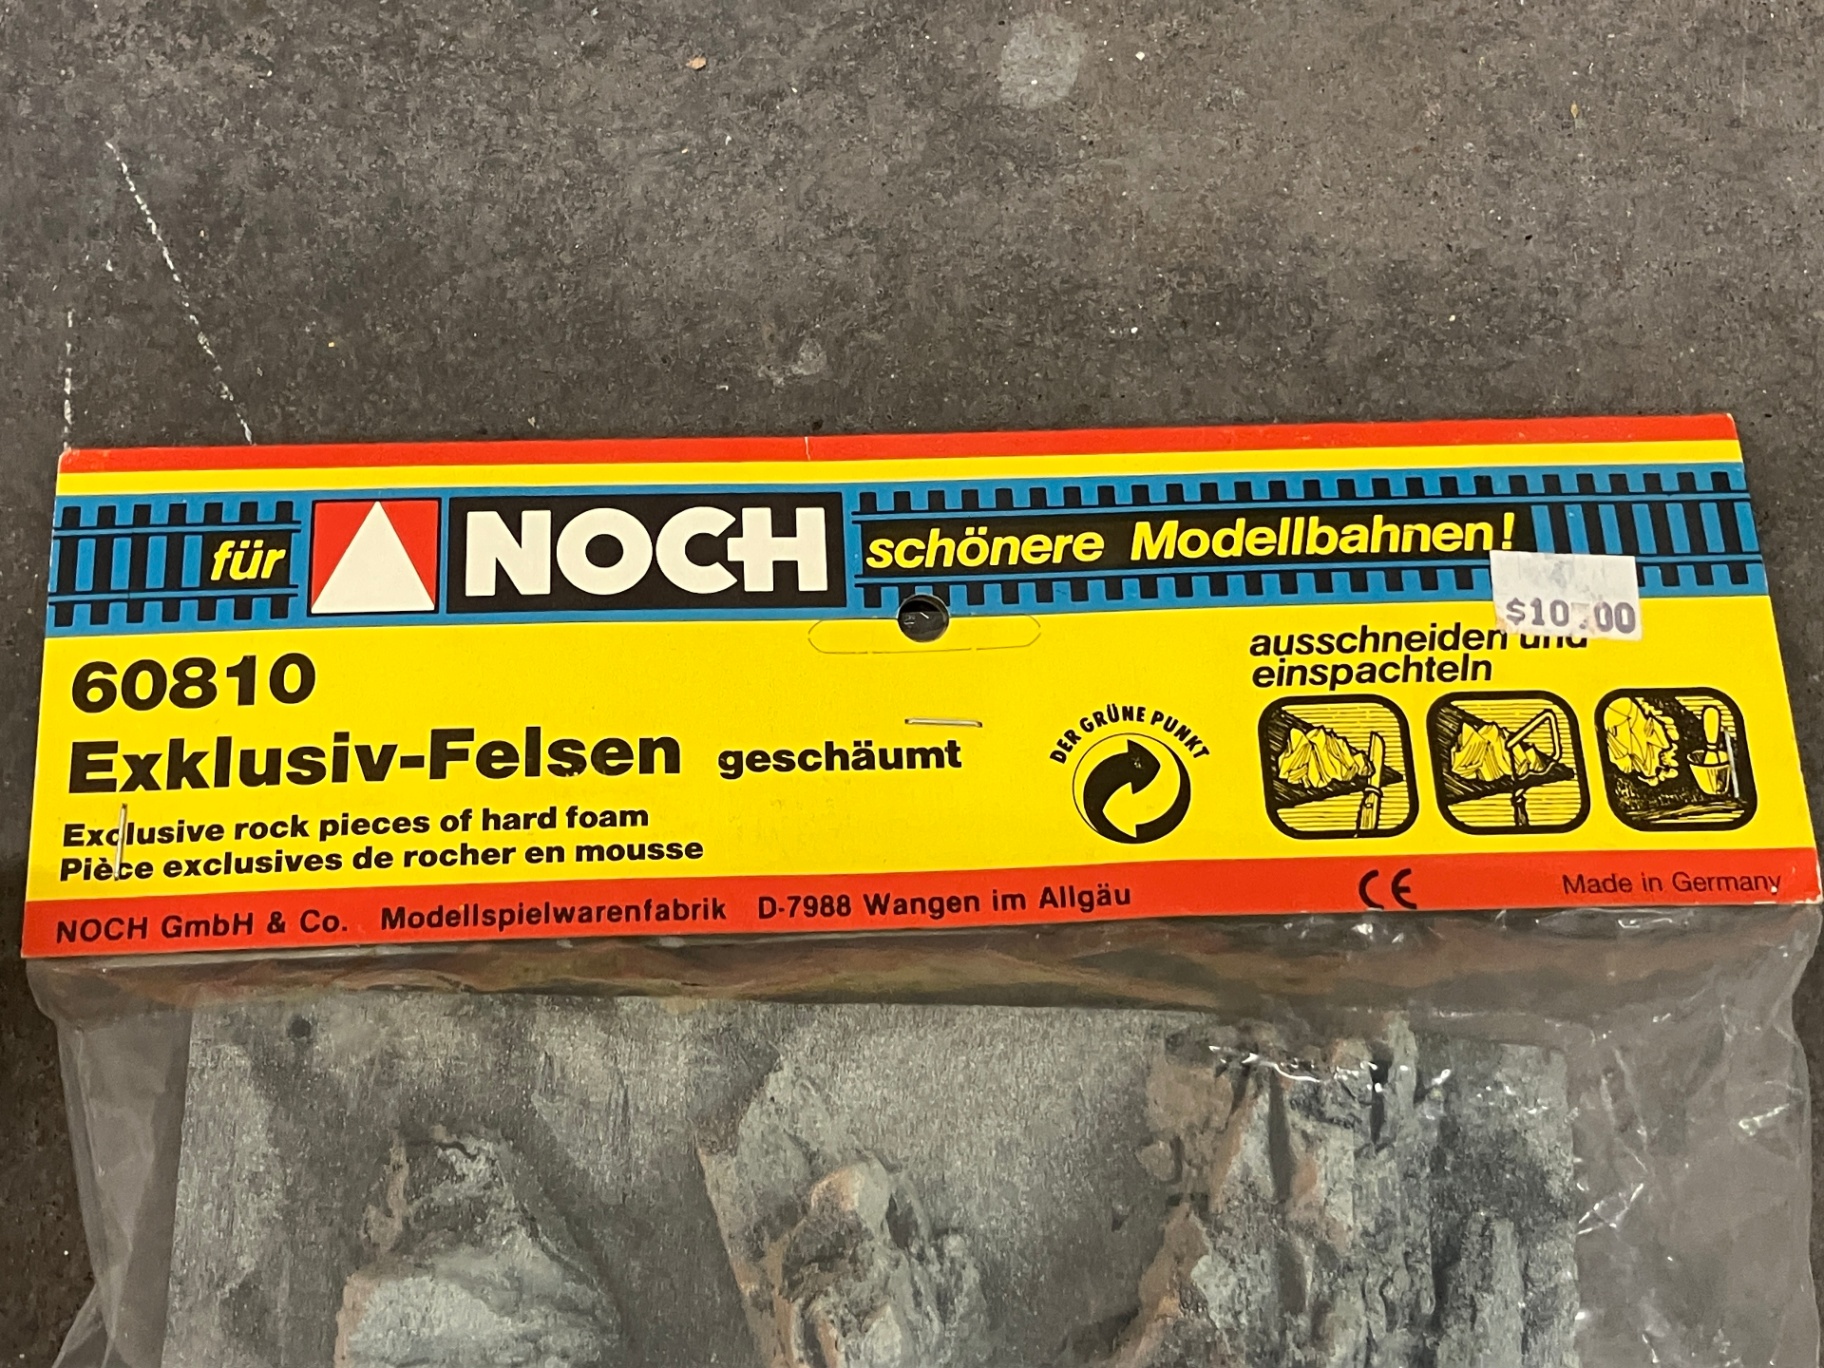 für NOCH schönere Modellbahnen!
$10.00
60810
Exklusiv-Felsen geschäumt
Exclusive rock pieces of hard foam
Pièce exclusives de rocher en mousse
DER GRÜNE PUNKT
ausschneiden und
einspachteln
NOCH GmbH & Co. Modellspielwarenfabrik D-7988 Wangen im Allgäu CE Made in Germany